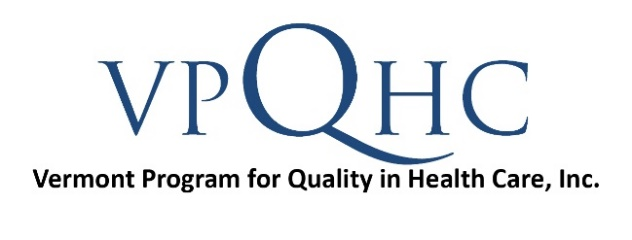 VPQHC
Vermont Program for Quality in Health Care, Inc.